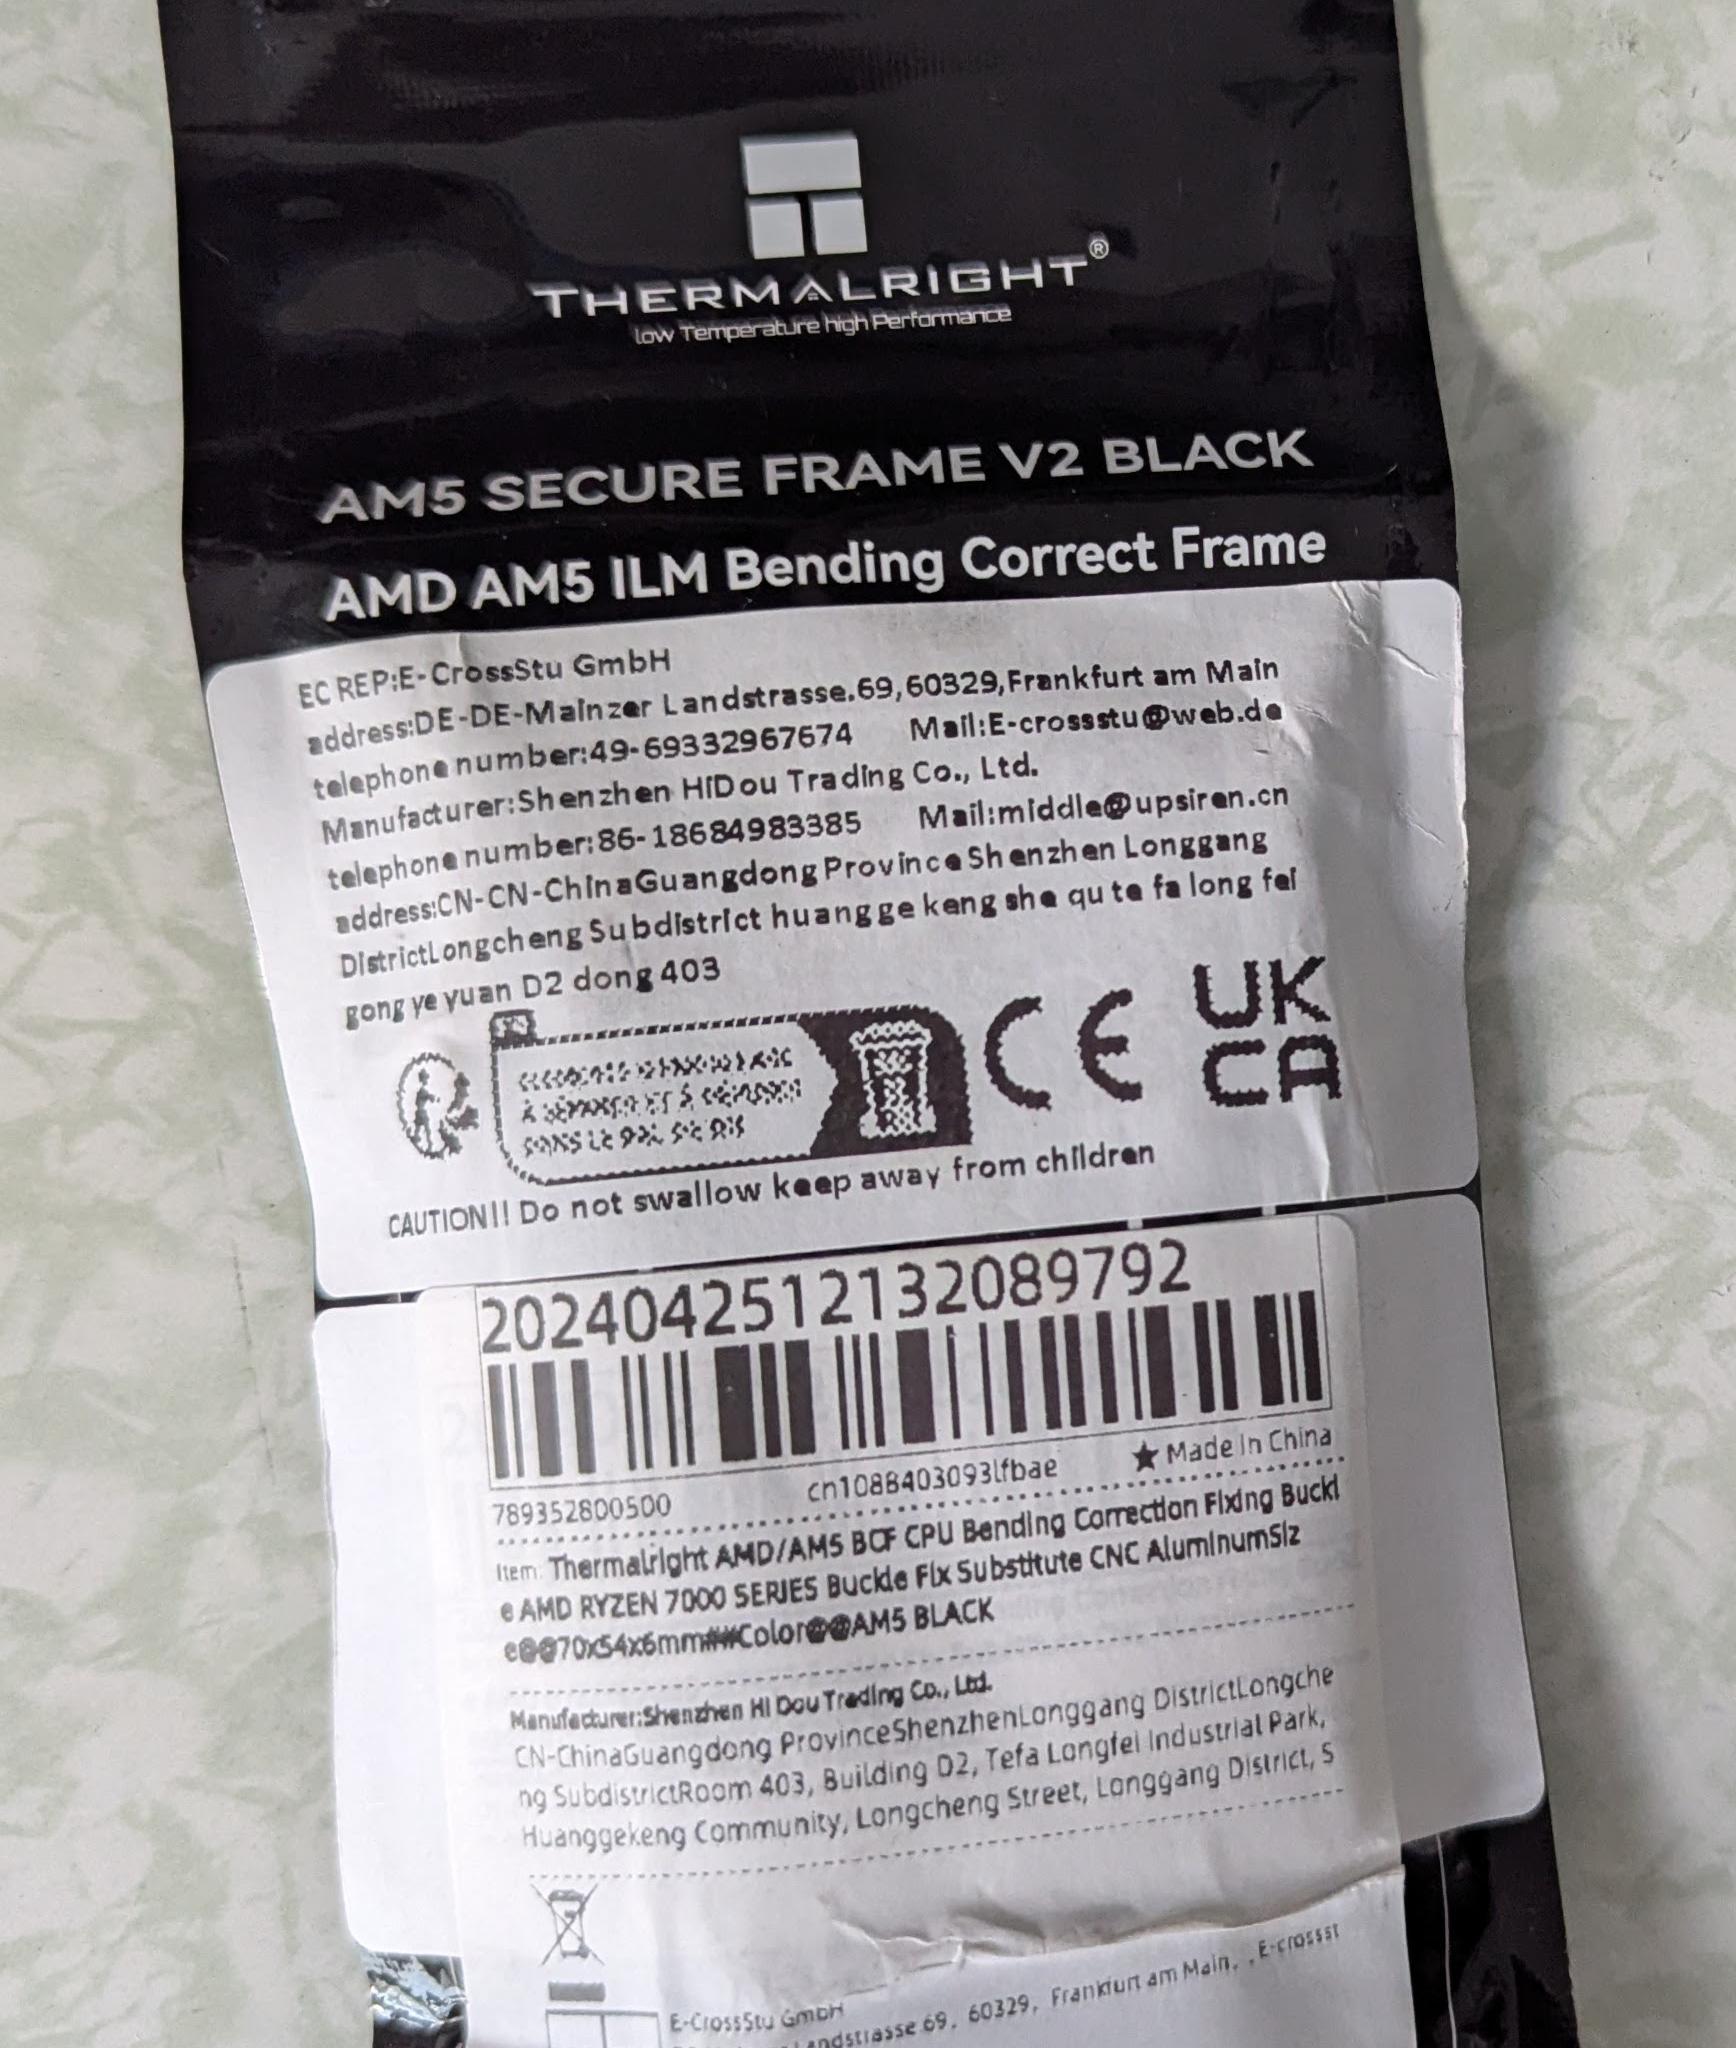 THERMALRIGHT®
low Temperature high Performance
AM5 SECURE FRAME V2 BLACK
AMD AM5 ILM Bending Correct Frame
EC REP:E-CrossStu GmbH
address:DE-DE-Mainzer Landstrasse.69,60329,Frankfurt am Main
telephone number:49-69332967674 Mail:E-crossstu@web.de
Manufacturer:Shenzhen HiDou Trading Co., Ltd.
telephone number:86-18684983385 Mail:middle@upsiren.cn
address:CN-CN-ChinaGuangdong Province Shenzhen Longgang
DistrictLongcheng Subdistrict huang ge keng she qu te fa long fei
gong ye yuan D2 dong 403
CE
UK
CA
CAUTION!! Do not swallow keep away from children
2024042512132089792
789352800500 cn1088403093lfbae ★ Made In China
Item: Thermalright AMD/AM5 BCF CPU Bending Correction Fixing Buckl
e AMD RYZEN 7000 SERIES Buckle Fix Substitute CNC AluminumSiz
e@@70x54x6mm##Color@@AM5 BLACK
Manufacturer:Shenzhen Hi Dou Trading Co., Ltd.
CN-ChinaGuangdong ProvinceShenzhenLonggang DistrictLongche
ng SubdistrictRoom 403, Building D2, Tefa Longfei Industrial Park,
Huanggekeng Community, Longcheng Street, Longgang District, S
E-CrossStu GmbH
Landstrasse 69, 60329, Frankfurt am Main, , E-crossst